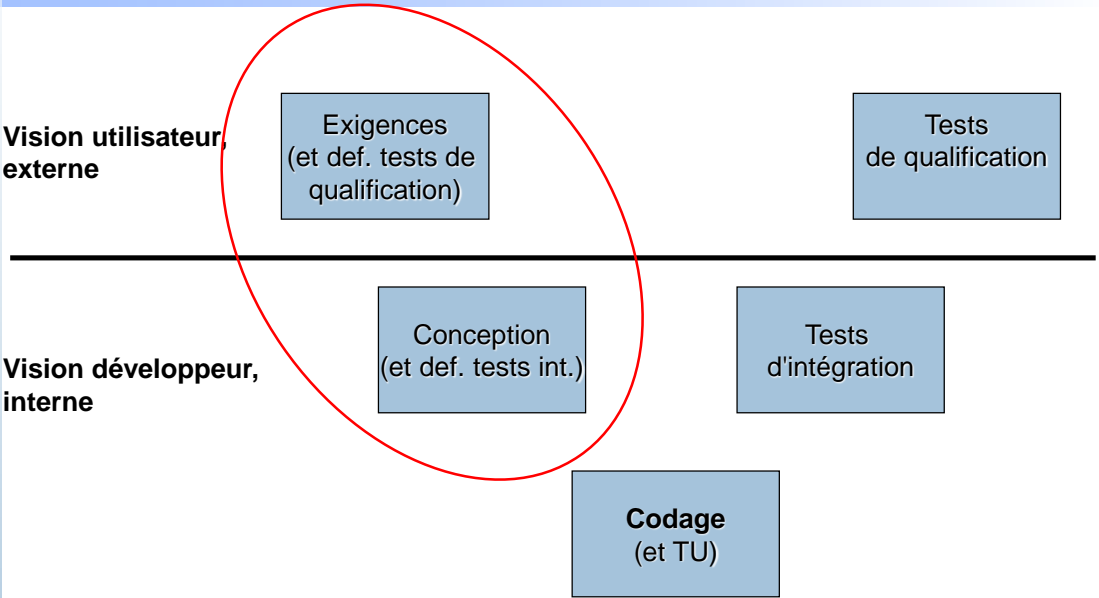 Vision utilisateur,
externe
Exigences
(et def. tests de
qualification)
Tests
de qualification
Vision développeur,
interne
Conception
(et def. tests int.)
Tests
d'intégration
Codage
(et TU)